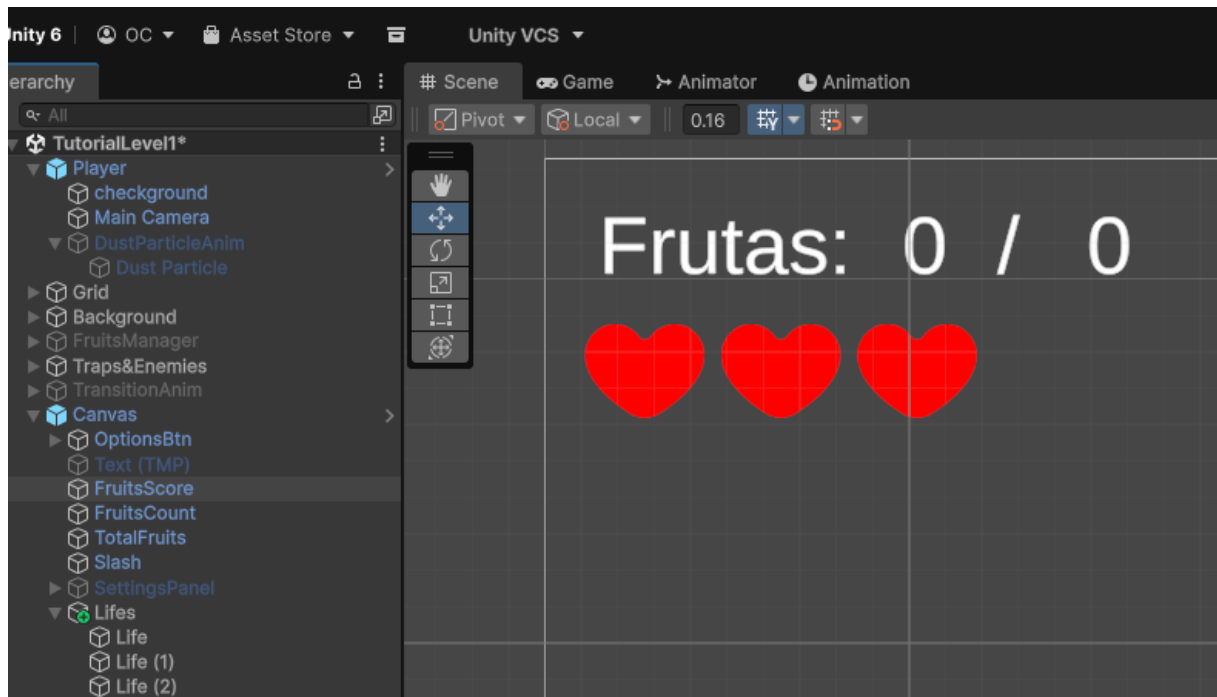 Unity 6 OC Asset Store Unity VCS
erarchy # Scene Game Animator Animation
All Pivot Local 0.16
TutorialLevel1*
Player
checkground
Main Camera
DustParticleAnim
Dust Particle
Grid
Background
FruitsManager
Traps&Enemies
TransitionAnim
Canvas
OptionsBtn
Text (TMP)
FruitsScore
FruitsCount
TotalFruits
Slash
SettingsPanel
Lifes
Life
Life (1)
Life (2)
Frutas: 0 / 0